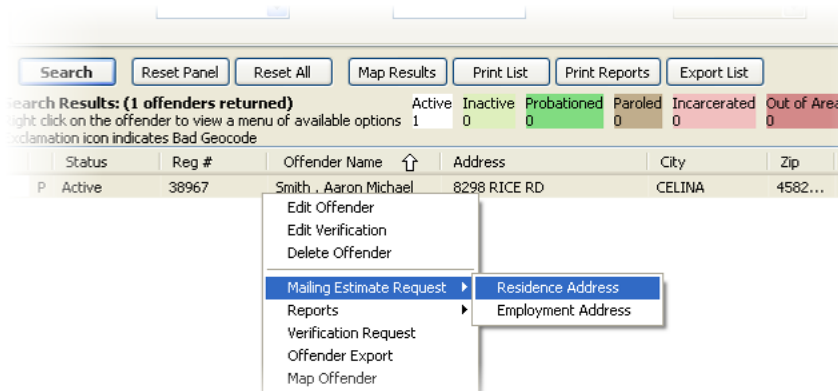 Search Reset Panel Reset All Map Results Print List Print Reports Export List
Search Results: (1 offenders returned) Active Inactive Probationed Paroled Incarcerated Out of Area
Right click on the offender to view a menu of available options 1 0 0 0 0 0
Exclamation icon indicates Bad Geocode
Status Reg # Offender Name Address City Zip
P Active 38967 Smith , Aaron Michael 8298 RICE RD CELINA 4582...
Edit Offender
Edit Verification
Delete Offender
Mailing Estimate Request Residence Address
Reports Employment Address
Verification Request
Offender Export
Map Offender